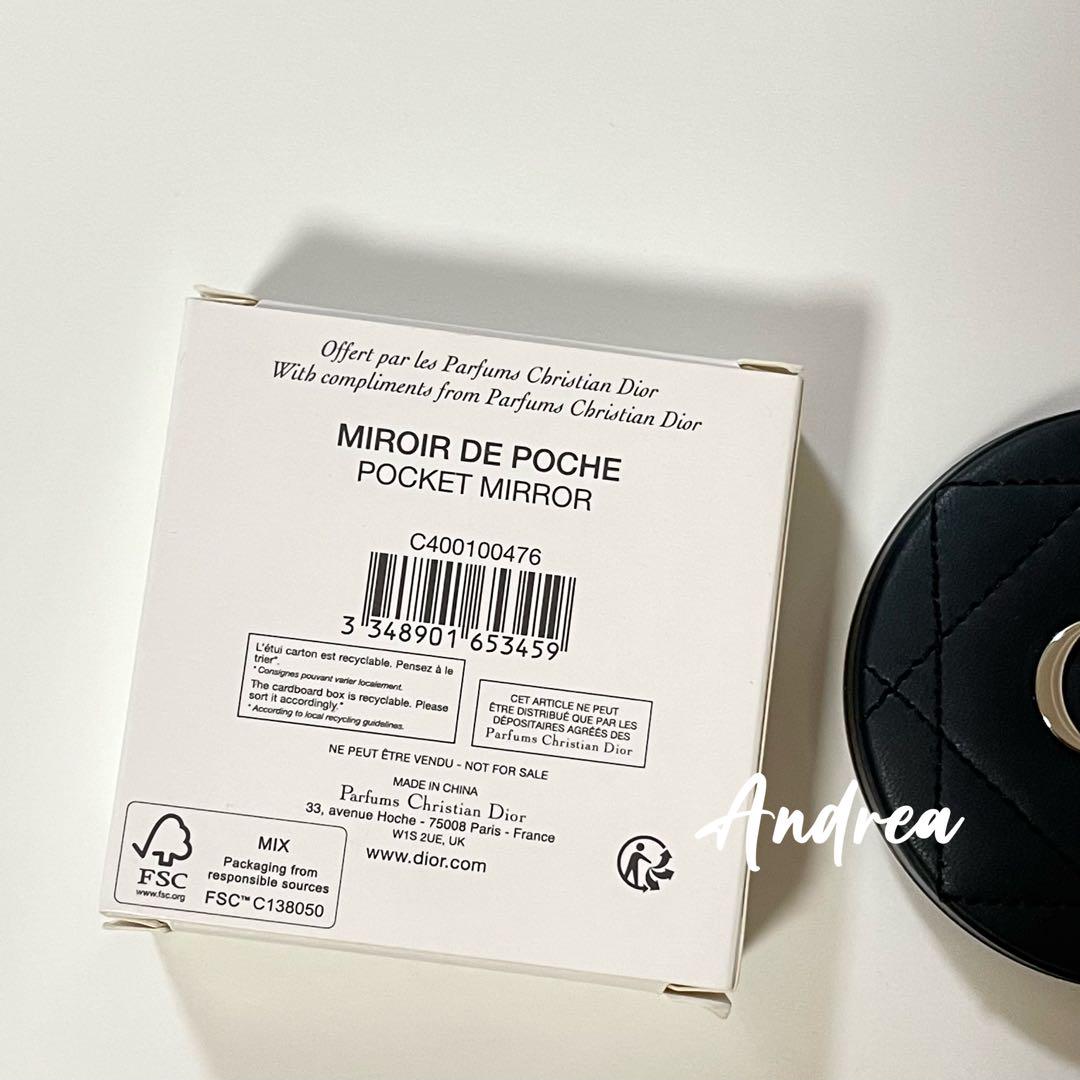 Offert par les Parfums Christian Dior
With compliments from Parfums Christian Dior
MIROIR DE POCHE
POCKET MIRROR
C400100476
3 348901 653459
L'étui carton est recyclable. Pensez à le
trier*.
* Consignes pouvant varier localement.
The cardboard box is recyclable. Please
sort it accordingly.*
* According to local recycling guidelines.
CET ARTICLE NE PEUT
ÊTRE DISTRIBUÉ QUE PAR LES
DÉPOSITAIRES AGRÉÉS DES
Parfums Christian Dior
NE PEUT ÊTRE VENDU - NOT FOR SALE
MADE IN CHINA
Parfums Christian Dior
33, avenue Hoche - 75008 Paris - France
W1S 2UE, UK
www.dior.com
FSC
www.fsc.org
MIX
Packaging from
responsible sources
FSC™ C138050
Andrea